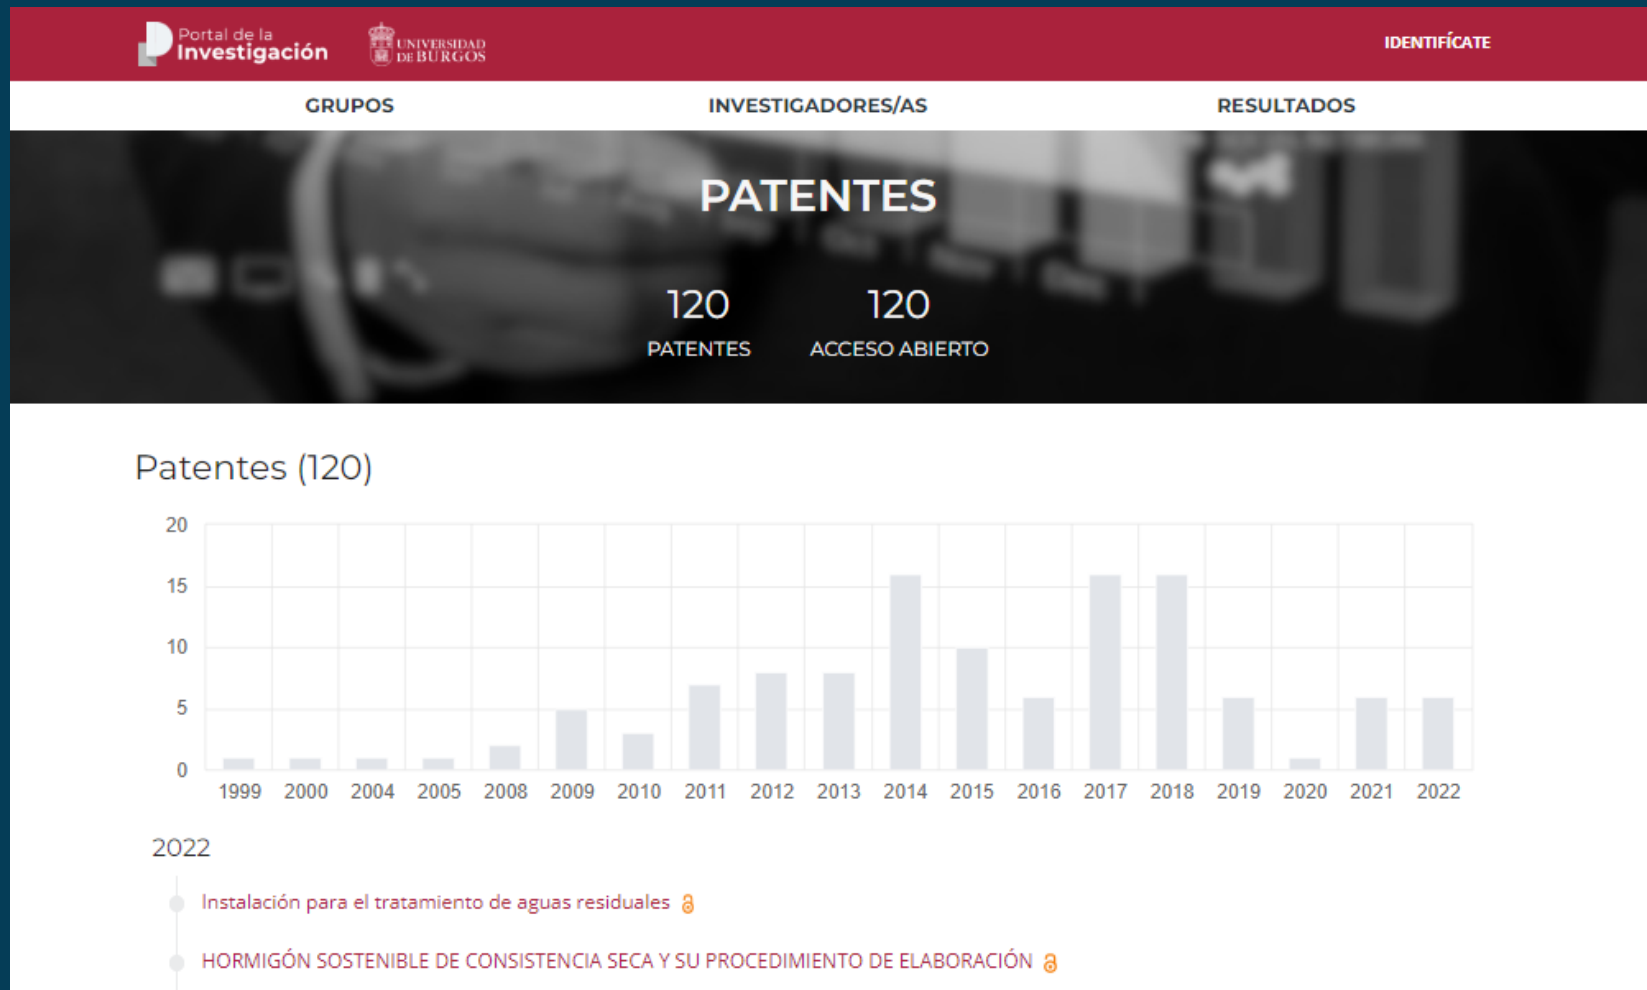 Portal de la
Investigación
UNIVERSIDAD
DE BURGOS
IDENTIFÍCATE
GRUPOS INVESTIGADORES/AS RESULTADOS
PATENTES
Oct Nov Dec
120 120
PATENTES ACCESO ABIERTO
Patentes (120)
20
15
10
5
0
1999 2000 2004 2005 2008 2009 2010 2011 2012 2013 2014 2015 2016 2017 2018 2019 2020 2021 2022
2022
Instalación para el tratamiento de aguas residuales
HORMIGÓN SOSTENIBLE DE CONSISTENCIA SECA Y SU PROCEDIMIENTO DE ELABORACIÓN